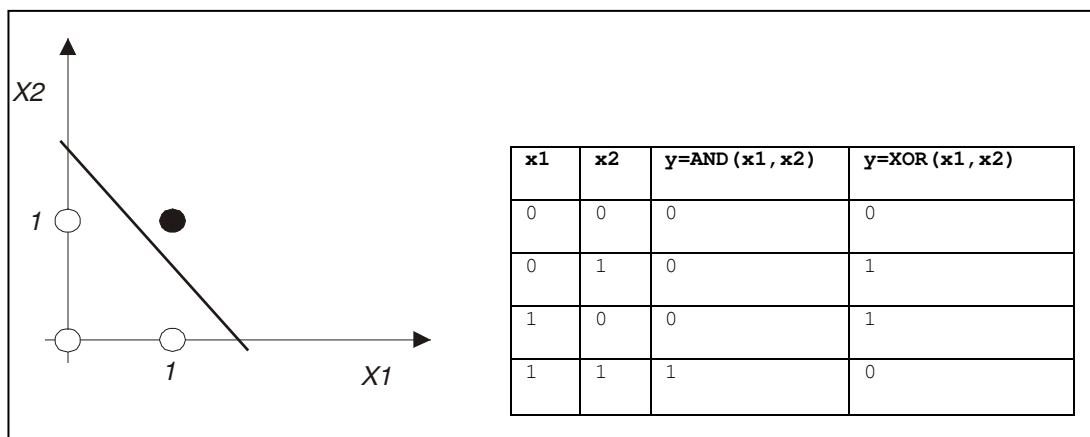 X2
1
1
X1
x1 x2 y=AND(x1,x2) y=XOR(x1,x2)
0 0 0 0
0 1 0 1
1 0 0 1
1 1 1 0